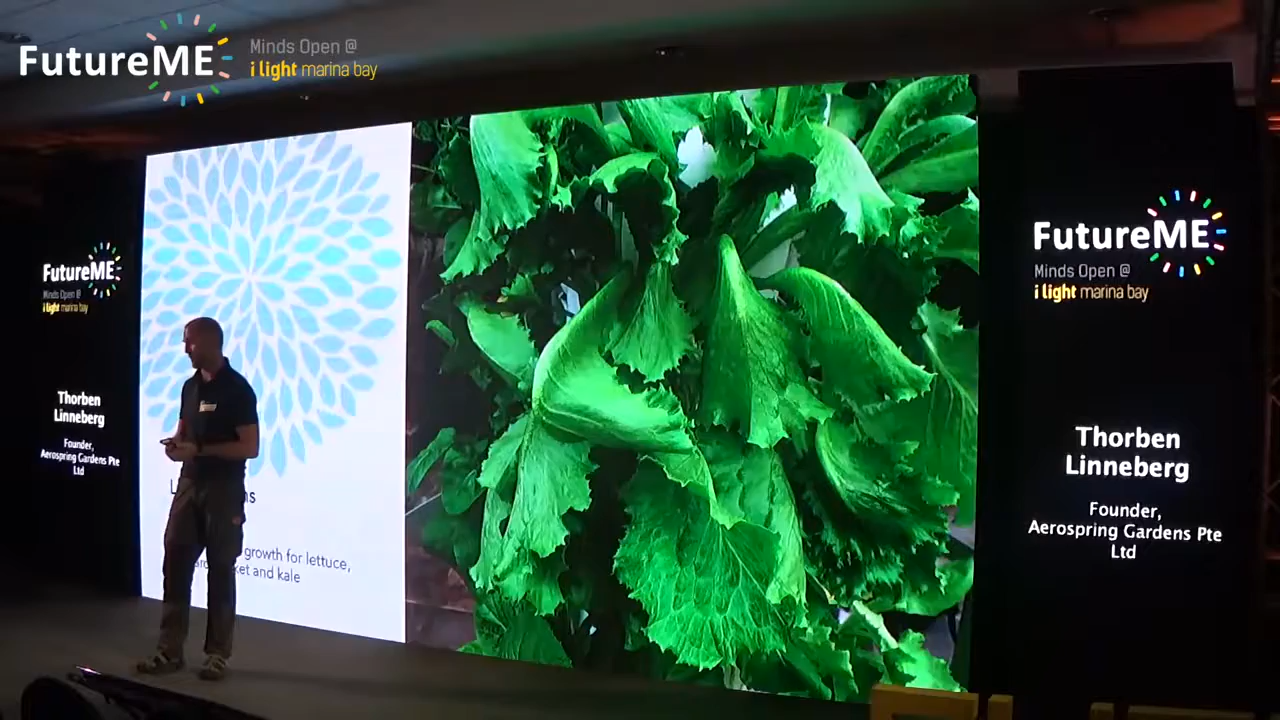 FutureME
Minds Open @
i light marina bay
FutureME
Minds Open @
i light marina bay
Thorben
Linneberg
Founder,
Aerospring Gardens Pte
Ltd
growth for lettuce,
and kale
FutureME
Minds Open @
i light marina bay
Thorben
Linneberg
Founder,
Aerospring Gardens Pte
Ltd